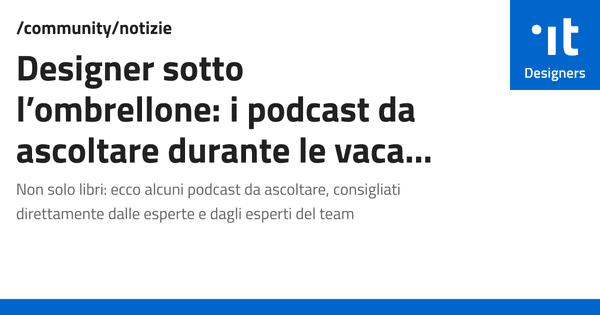 /community/notizie
Designer sotto
l’ombrellone: i podcast da
ascoltare durante le vaca...
Non solo libri: ecco alcuni podcast da ascoltare, consigliati
direttamente dalle esperte e dagli esperti del team
it
Designers